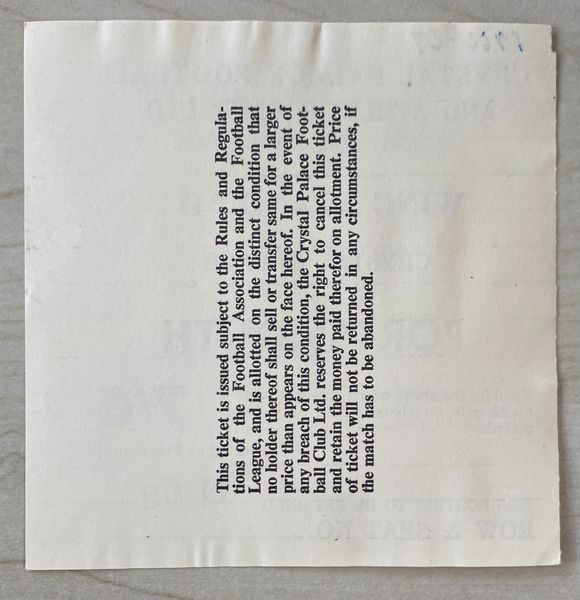 This ticket is issued subject to the Rules and Regula-
tions of the Football Association and the Football
League, and is allotted on the distinct condition that
no holder thereof shall sell or transfer same for a larger
price than appears on the face hereof. In the event of
any breach of this condition, the Crystal Palace Foot-
ball Club Ltd. reserves the right to cancel this ticket
and retain the money paid therefor on allotment. Price
of ticket will not be returned in any circumstances, if
the match has to be abandoned.